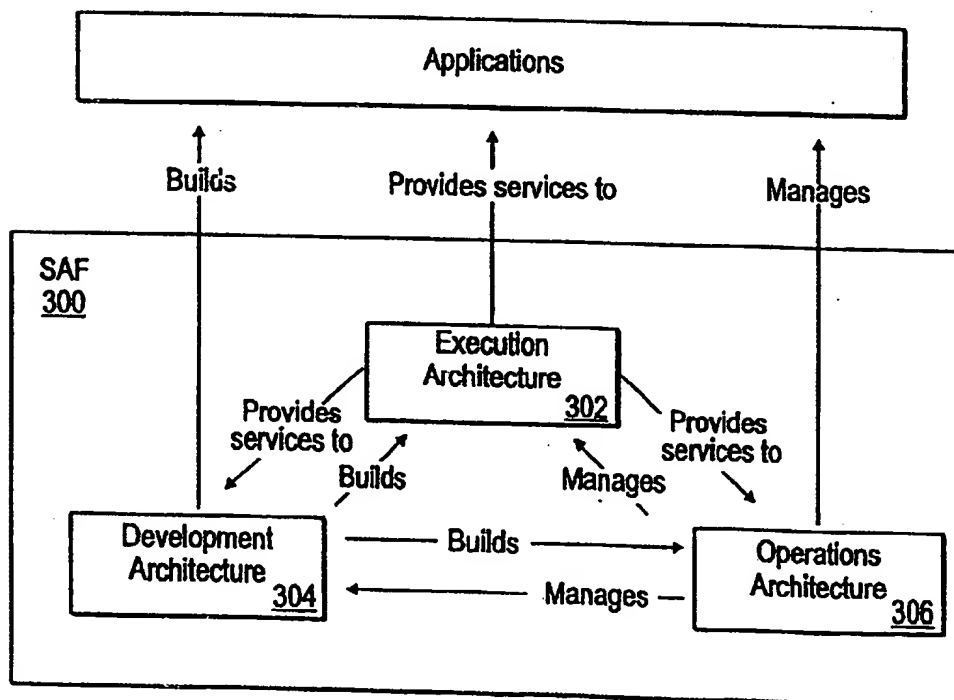 Applications
Builds
Provides services to
Manages
SAF
300
Execution
Architecture
302
Provides
services to
Provides
services to
Builds
Manages
Development
Architecture
304
Builds
Manages
Operations
Architecture
306